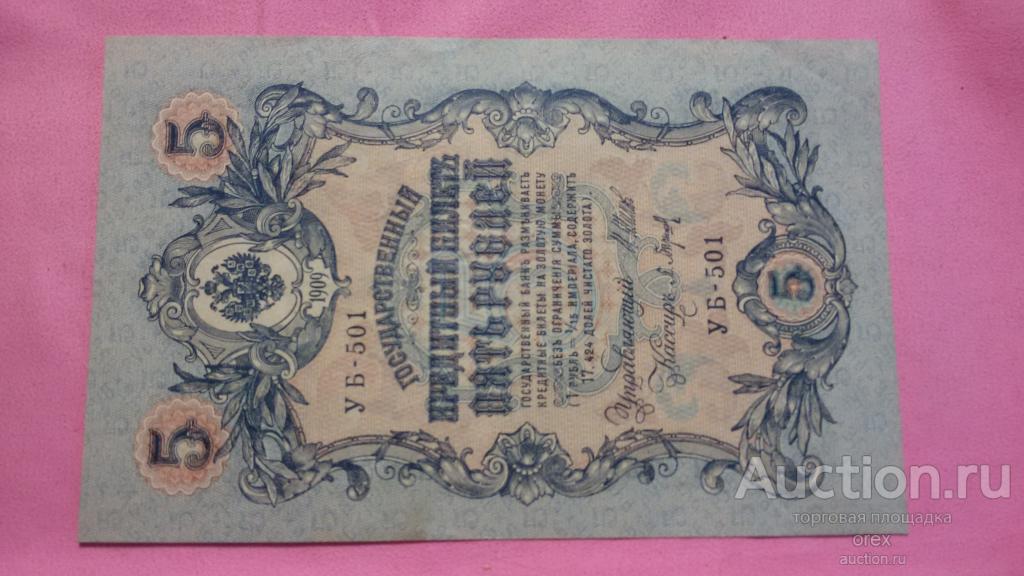 5
5
1909
УБ-501
ГОСУДАРСТВЕННЫЙ
КРЕДИТНЫЙ БИЛЕТЪ
ПЯТЬ РУБЛЕЙ
ГОСУДАРСТВЕННЫЙ БАНКЪ РАЗМѢНИВАЕТЪ
КРЕДИТНЫЕ БИЛЕТЫ НА ЗОЛОТУЮ МОНЕТУ
БЕЗЪ ОГРАНИЧЕНІЯ СУММЫ
(1 РУБЛЬ = 1/15 ИМПЕРІАЛА, СОДЕРЖИТЪ
17,424 ДОЛЕЙ ЧИСТАГО ЗОЛОТА).
Управляющій
Кассиръ
УБ-501
5
Auction.ru
торговая площадка
orex
auction.ru